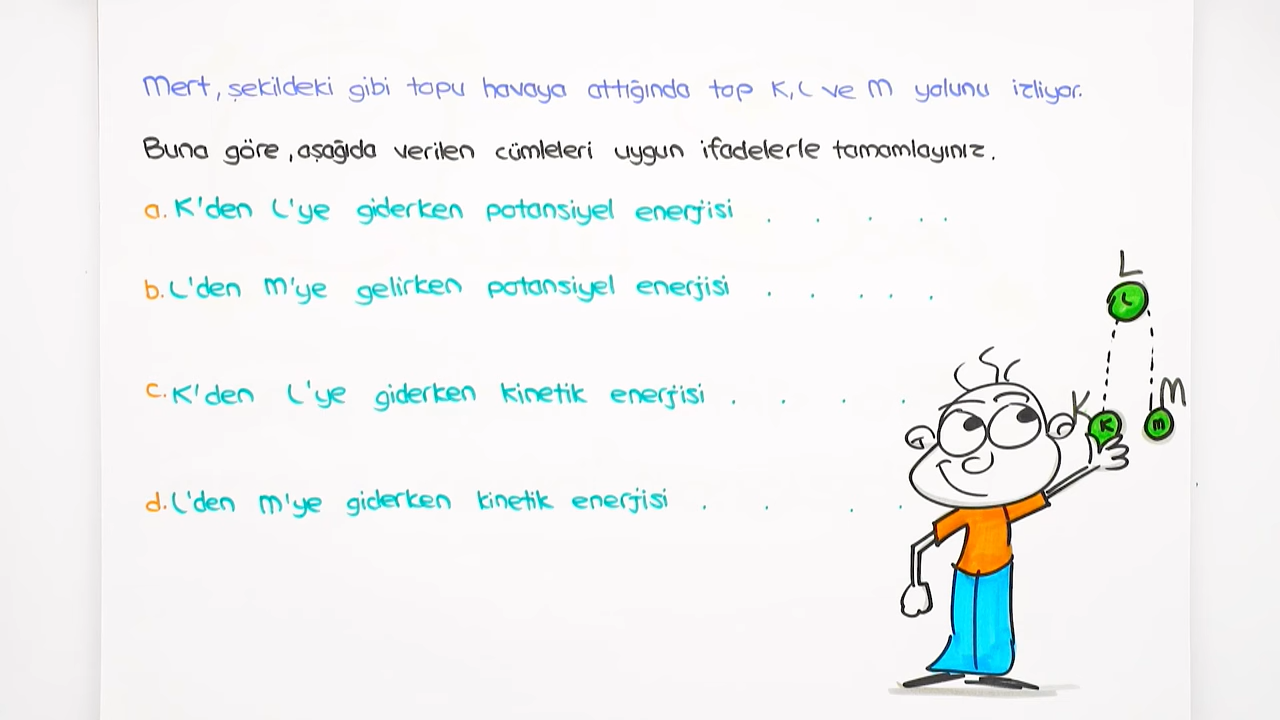 Mert, şekildeki gibi topu havaya attığında top K, L ve M yolunu izliyor.
Buna göre, aşağıda verilen cümleleri uygun ifadelerle tamamlayınız.
a. K'den L'ye giderken potansiyel enerjisi . . . . .
b. L'den M'ye gelirken potansiyel enerjisi . . . . .
c. K'den L'ye giderken kinetik enerjisi . . . .
d. L'den M'ye giderken kinetik enerjisi . . . .
L
L
K
M
K
M